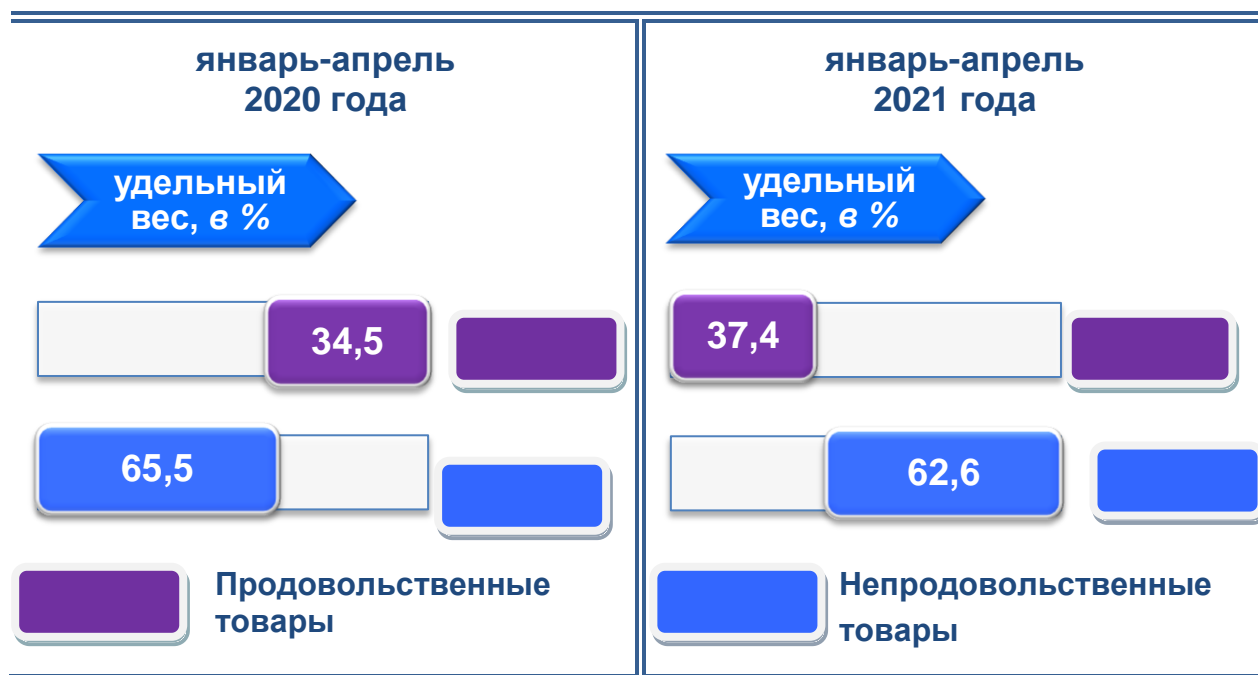 январь-апрель
2020 года
удельный
вес, в %
34,5
65,5
Продовольственные
товары
январь-апрель
2021 года
удельный
вес, в %
37,4
62,6
Непродовольственные
товары